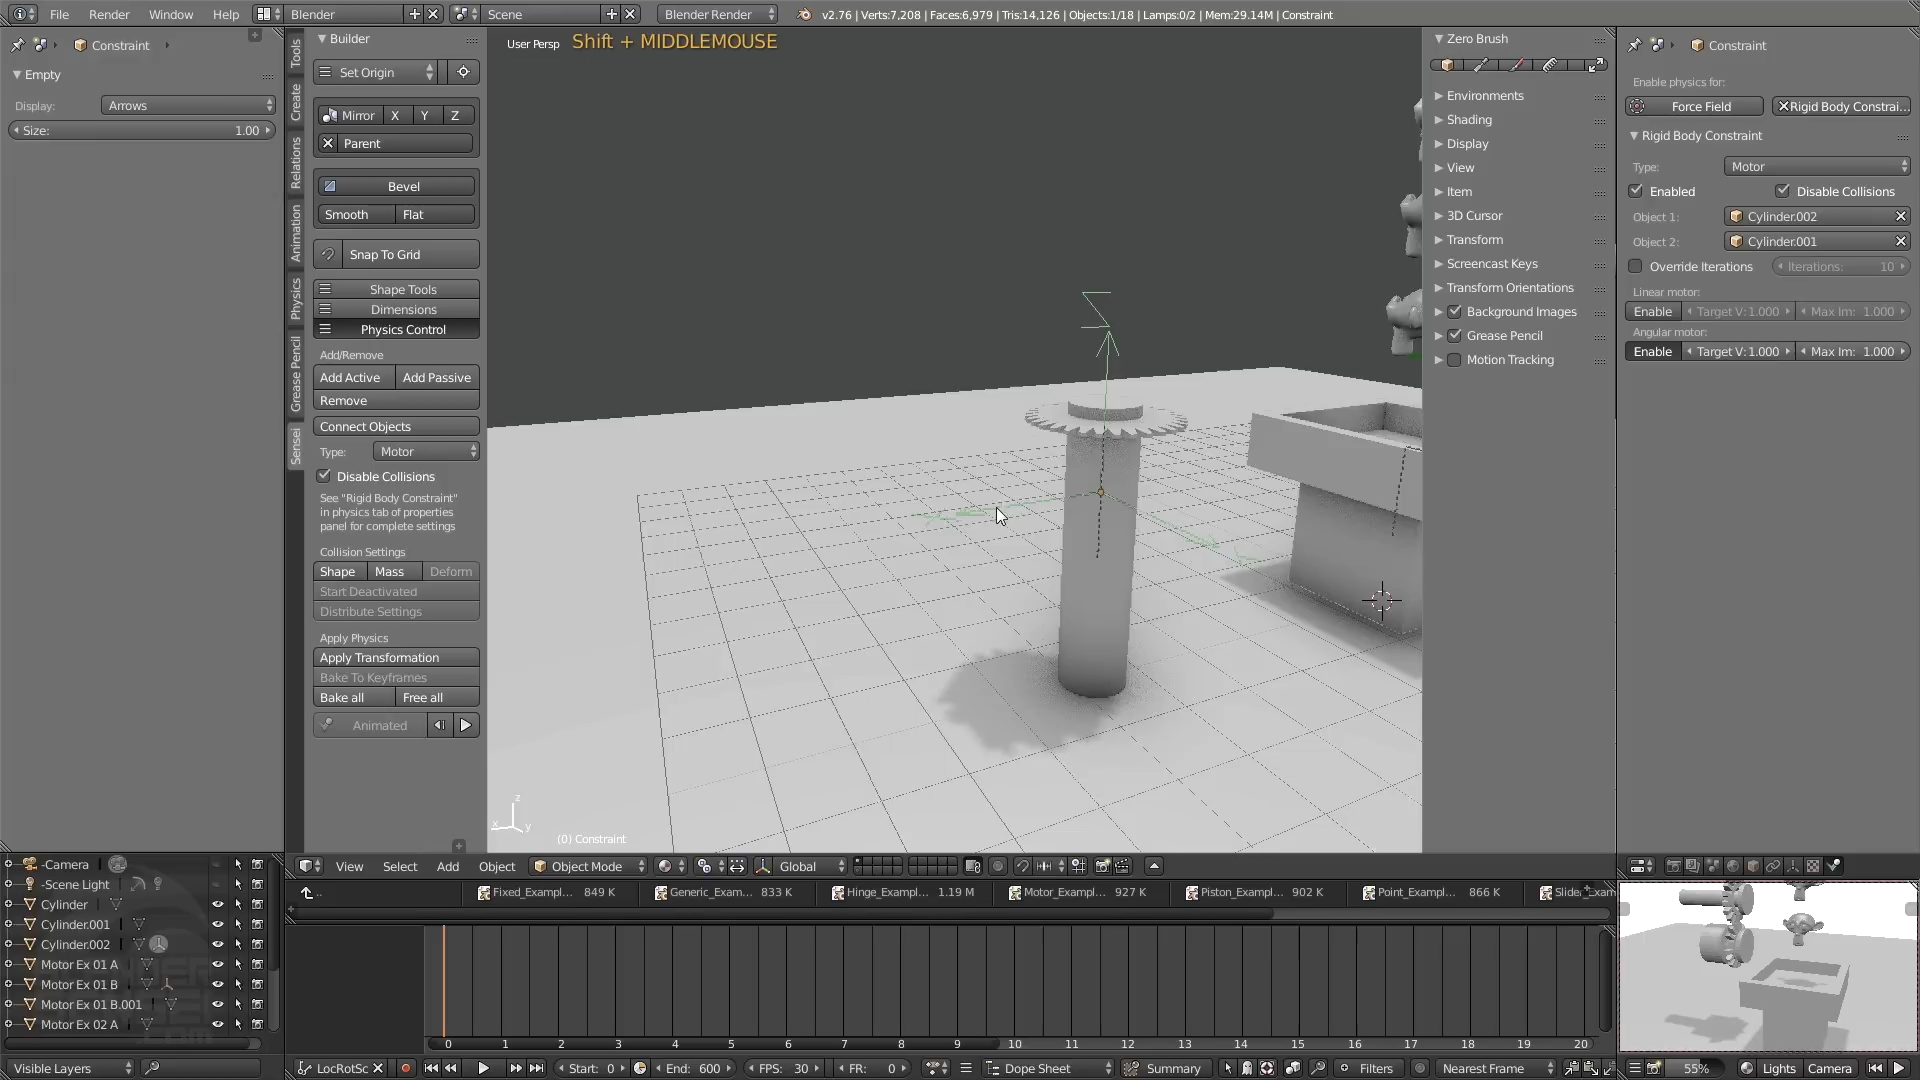 File Render Window Help Blender Scene Blender Render v2.76 | Verts:7,208 | Faces:6,979 | Tris:14,126 | Objects:1/18 | Lamps:0/2 | Mem:29.14M | Constraint
Constraint
Empty
Display: Arrows
Size: 1.00
Tools
Create
Relations
Animation
Physics
Grease Pencil
Sensei
Builder
Set Origin
Mirror X Y Z
Parent
Bevel
Smooth Flat
Snap To Grid
Shape Tools
Dimensions
Physics Control
Add/Remove
Add Active Add Passive
Remove
Connect Objects
Type: Motor
Disable Collisions
See "Rigid Body Constraint"
in physics tab of properties
panel for complete settings
Collision Settings
Shape Mass Deform
Start Deactivated
Distribute Settings
Apply Physics
Apply Transformation
Bake To Keyframes
Bake all Free all
Animated
User Persp Shift + MIDDLEMOUSE
z
x y
(0) Constraint
Zero Brush
Environments
Shading
Display
View
Item
3D Cursor
Transform
Screencast Keys
Transform Orientations
Background Images
Grease Pencil
Motion Tracking
Constraint
Enable physics for:
Force Field Rigid Body Constrai...
Rigid Body Constraint
Type: Motor
Enabled Disable Collisions
Object 1: Cylinder.002
Object 2: Cylinder.001
Override Iterations Iterations: 10
Linear motor:
Enable Target V: 1.000 Max Im: 1.000
Angular motor:
Enable Target V: 1.000 Max Im: 1.000
View Select Add Object Object Mode Global
-Camera
-Scene Light
Cylinder
Cylinder.001
Cylinder.002
Motor Ex 01 A
Motor Ex 01 B
Motor Ex 01 B.001
Motor Ex 02 A
Visible Layers
.. Fixed_Exampl... 849 K Generic_Exam... 833 K Hinge_Exampl... 1.19 M Motor_Exampl... 927 K Piston_Exampl... 902 K Point_Exampl... 866 K
0 1 2 3 4 5 6 7 8 9 10 11 12 13 14 15 16 17 18 19 20
LocRotSc Start: 0 End: 600 FPS: 30 FR: 0 Dope Sheet Summary Filters Nearest Frame
55% Lights Camera